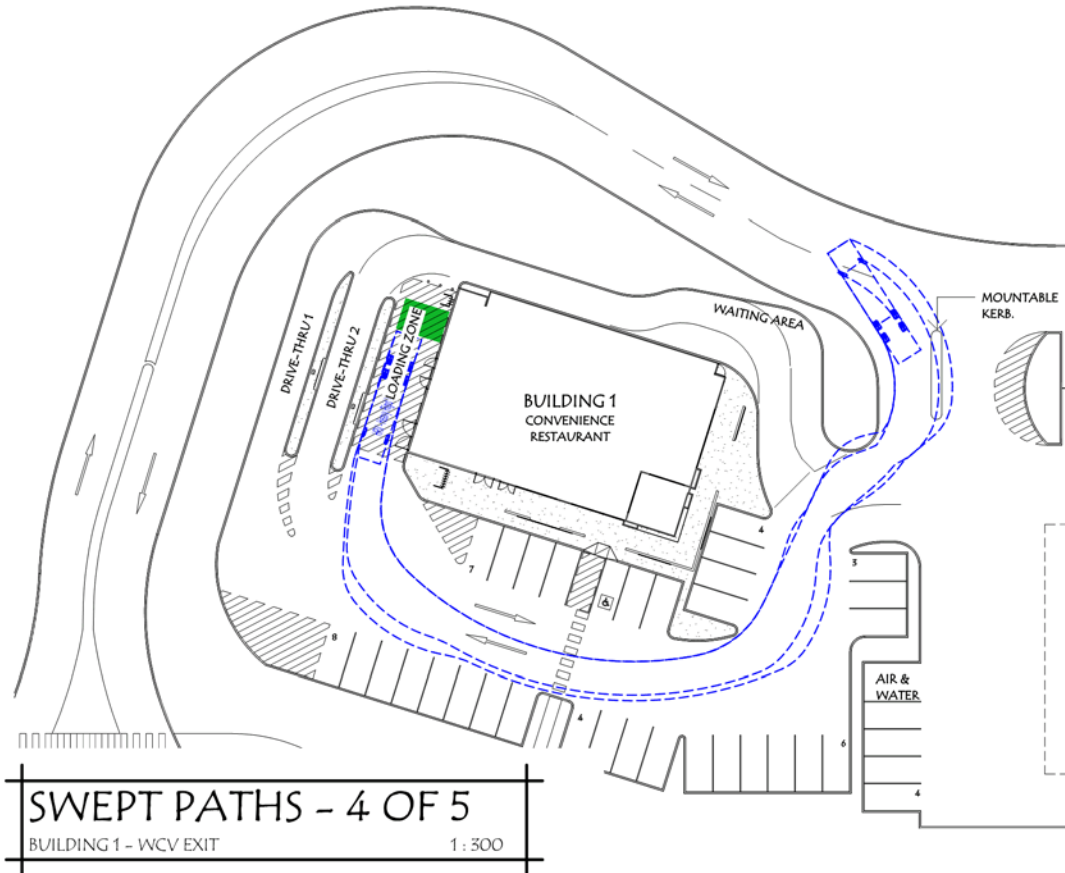 MOUNTABLE
KERB.
WAITING AREA
DRIVE-THRU 1
DRIVE-THRU 2
LOADING ZONE
BUILDING 1
CONVENIENCE
RESTAURANT
4
7
3
8
AIR &
WATER
4
6
4
SWEPT PATHS - 4 OF 5
BUILDING 1 - WCV EXIT
1 : 300